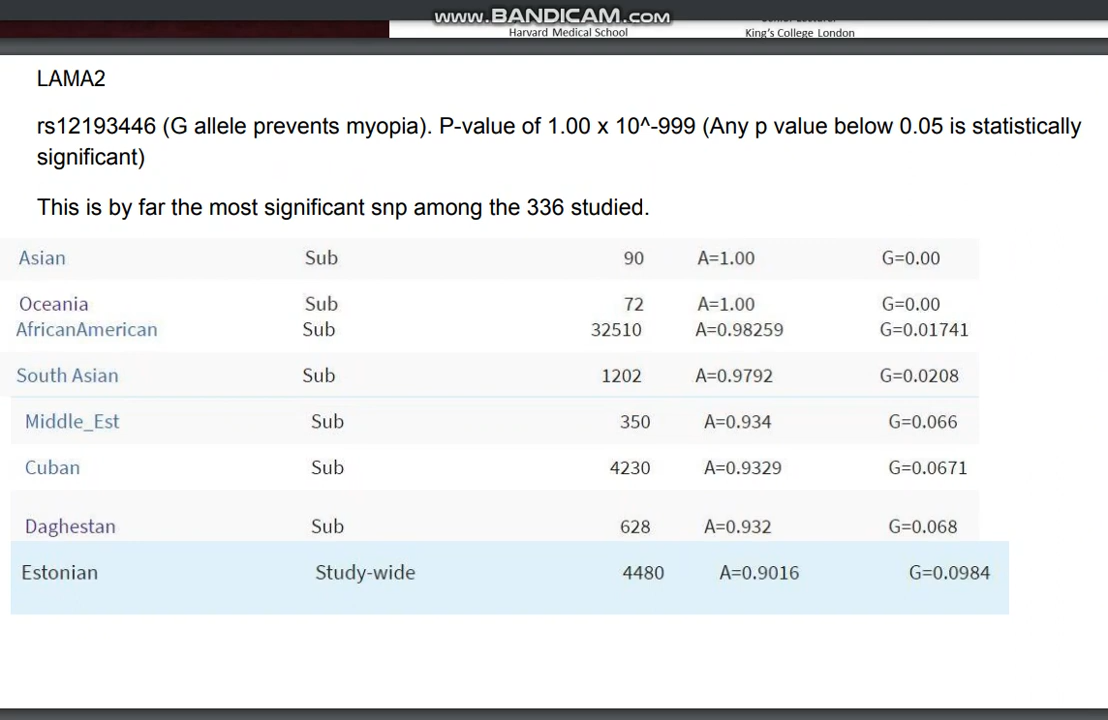 www.BANDICAM.com
Harvard Medical School King's College London
LAMA2
rs12193446 (G allele prevents myopia). P-value of 1.00 x 10^-999 (Any p value below 0.05 is statistically
significant)
This is by far the most significant snp among the 336 studied.
Asian Sub 90 A=1.00 G=0.00
Oceania Sub 72 A=1.00 G=0.00
AfricanAmerican Sub 32510 A=0.98259 G=0.01741
South Asian Sub 1202 A=0.9792 G=0.0208
Middle_Est Sub 350 A=0.934 G=0.066
Cuban Sub 4230 A=0.9329 G=0.0671
Daghestan Sub 628 A=0.932 G=0.068
Estonian Study-wide 4480 A=0.9016 G=0.0984